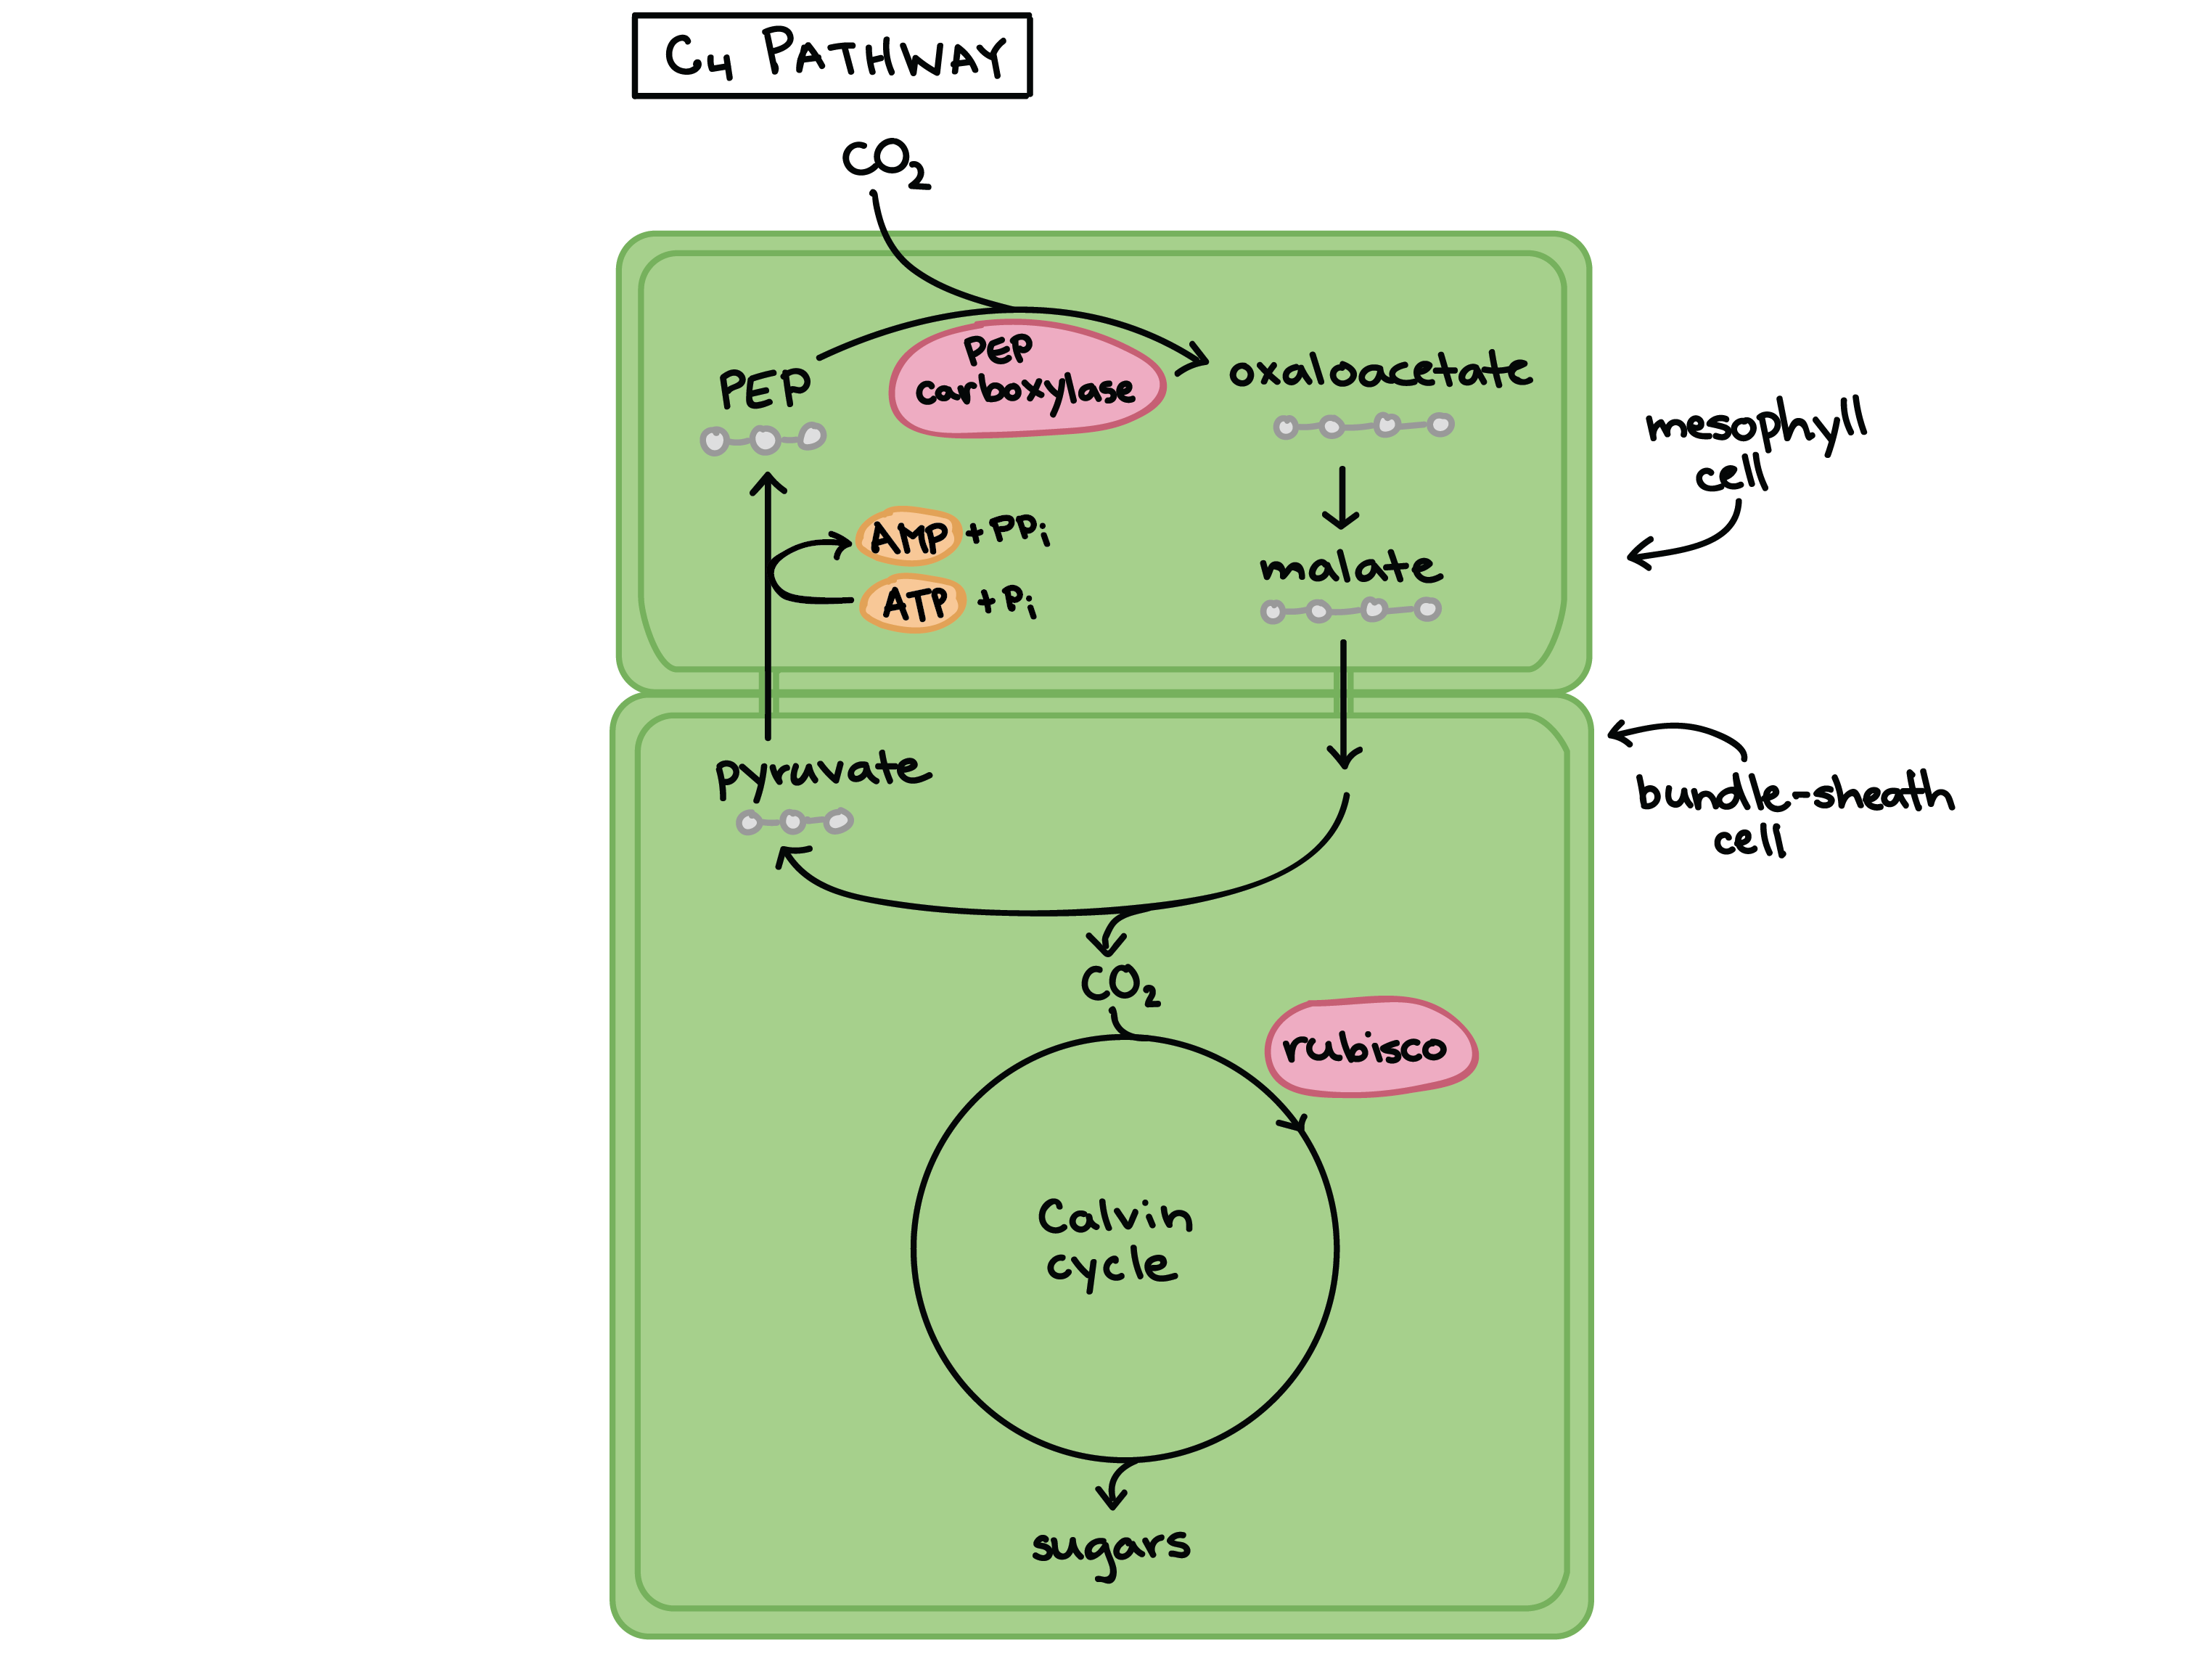 C4 PATHWAY
CO2
PEP
carboxylase
PEP
oxaloacetate
mesophyll
cell
AMP + PPi
ATP + Pi
malate
pyruvate
bundle-sheath
cell
CO2
rubisco
Calvin
cycle
sugars